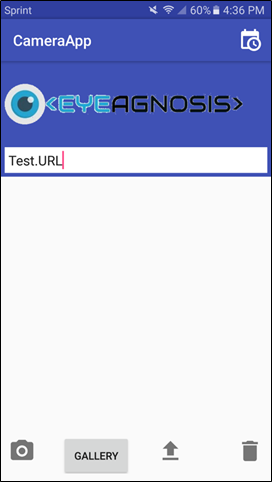 Sprint 60% 4:36 PM
CameraApp
<EYEAGNOSIS>
Test.URL
GALLERY